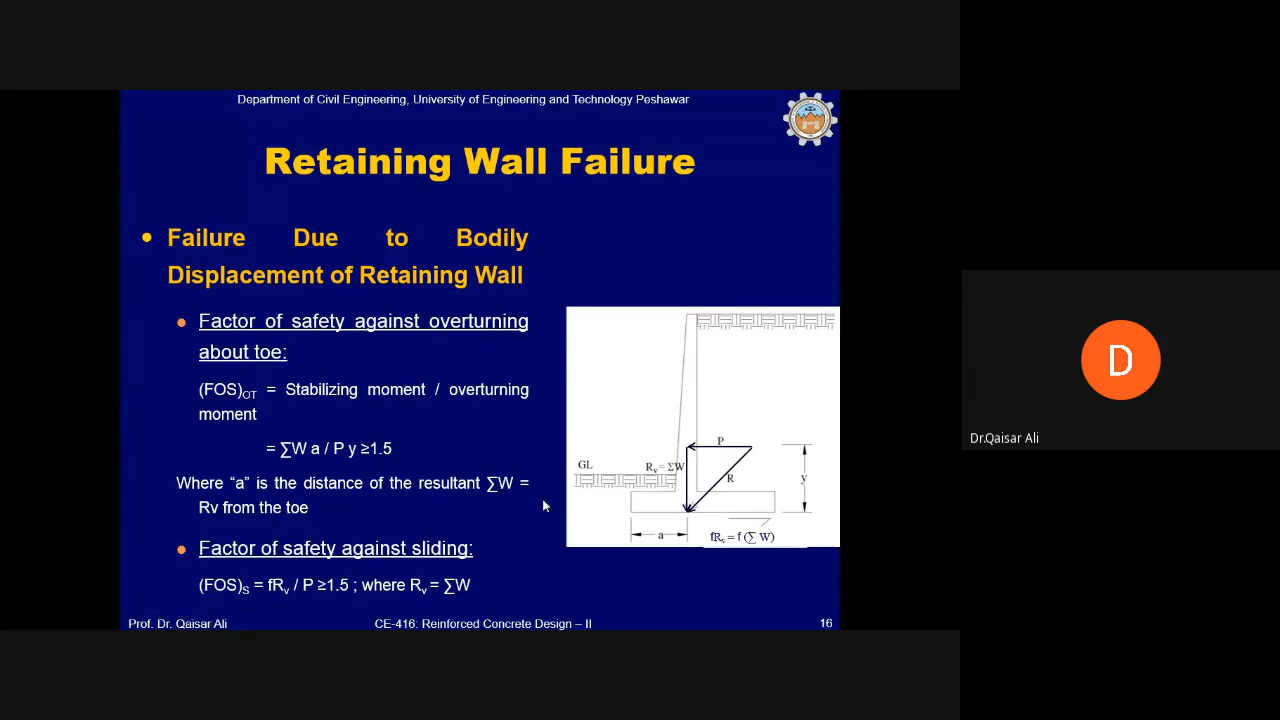 Department of Civil Engineering, University of Engineering and Technology Peshawar
Retaining Wall Failure
• Failure Due to Bodily
Displacement of Retaining Wall
• Factor of safety against overturning
about toe:
(FOS)OT = Stabilizing moment / overturning
moment
= ∑W a / P y ≥1.5
Where “a” is the distance of the resultant ∑W =
Rv from the toe
• Factor of safety against sliding:
(FOS)S = fRv / P ≥1.5 ; where Rv = ∑W
P
GL
Rv = ΣW
R
y
a
fRv = f (∑ W)
Prof. Dr. Qaisar Ali
CE-416: Reinforced Concrete Design – II
16
D
Dr.Qaisar Ali